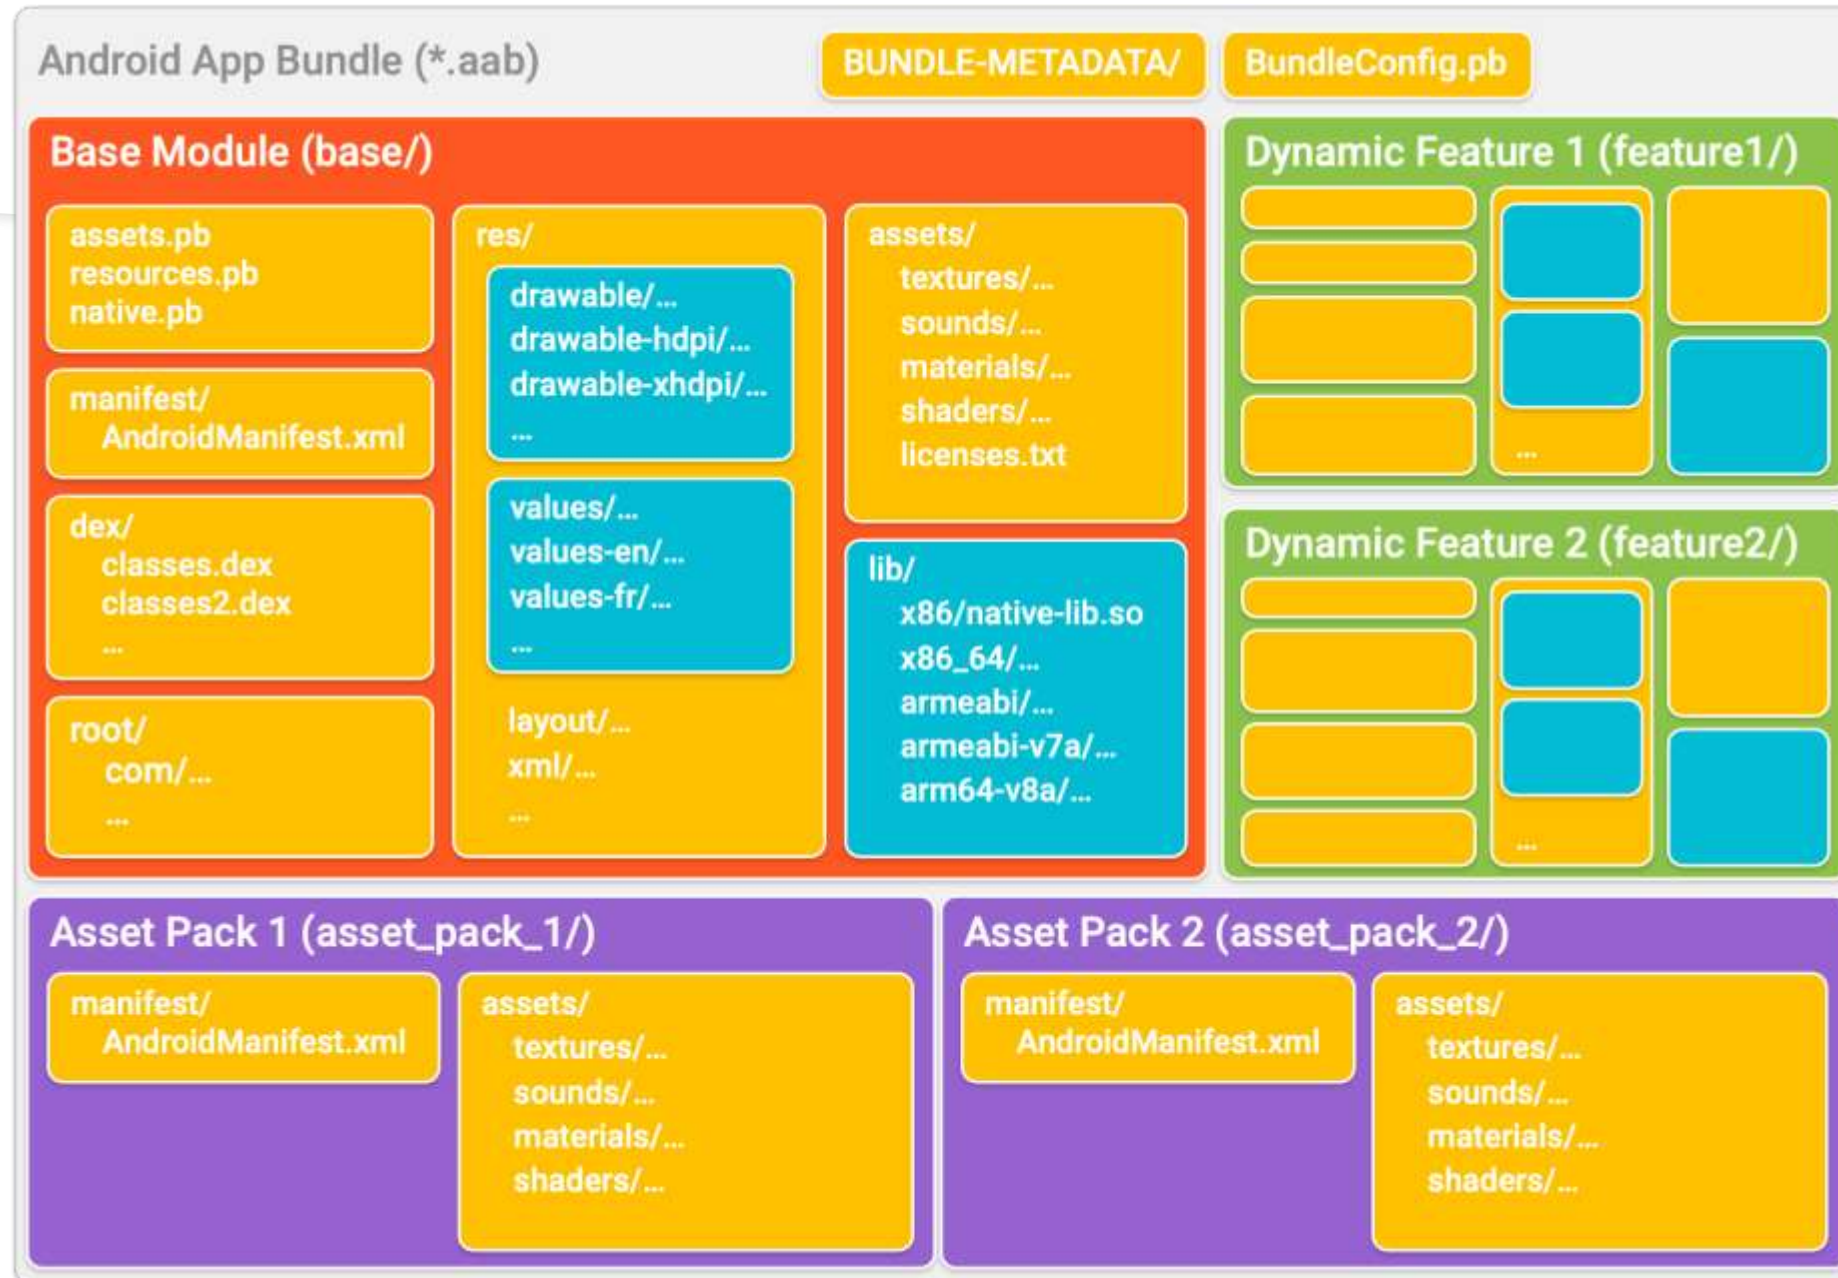 Android App Bundle (*.aab)
BUNDLE-METADATA/
BundleConfig.pb
Base Module (base/)
assets.pb
resources.pb
native.pb
manifest/
AndroidManifest.xml
dex/
classes.dex
classes2.dex
...
root/
com/...
...
res/
drawable/...
drawable-hdpi/...
drawable-xhdpi/...
...
values/...
values-en/...
values-fr/...
...
layout/...
xml/...
...
assets/
textures/...
sounds/...
materials/...
shaders/...
licenses.txt
lib/
x86/native-lib.so
x86_64/...
armeabi/...
armeabi-v7a/...
arm64-v8a/...
Dynamic Feature 1 (feature1/)
...
Dynamic Feature 2 (feature2/)
...
Asset Pack 1 (asset_pack_1/)
manifest/
AndroidManifest.xml
assets/
textures/...
sounds/...
materials/...
shaders/...
Asset Pack 2 (asset_pack_2/)
manifest/
AndroidManifest.xml
assets/
textures/...
sounds/...
materials/...
shaders/...